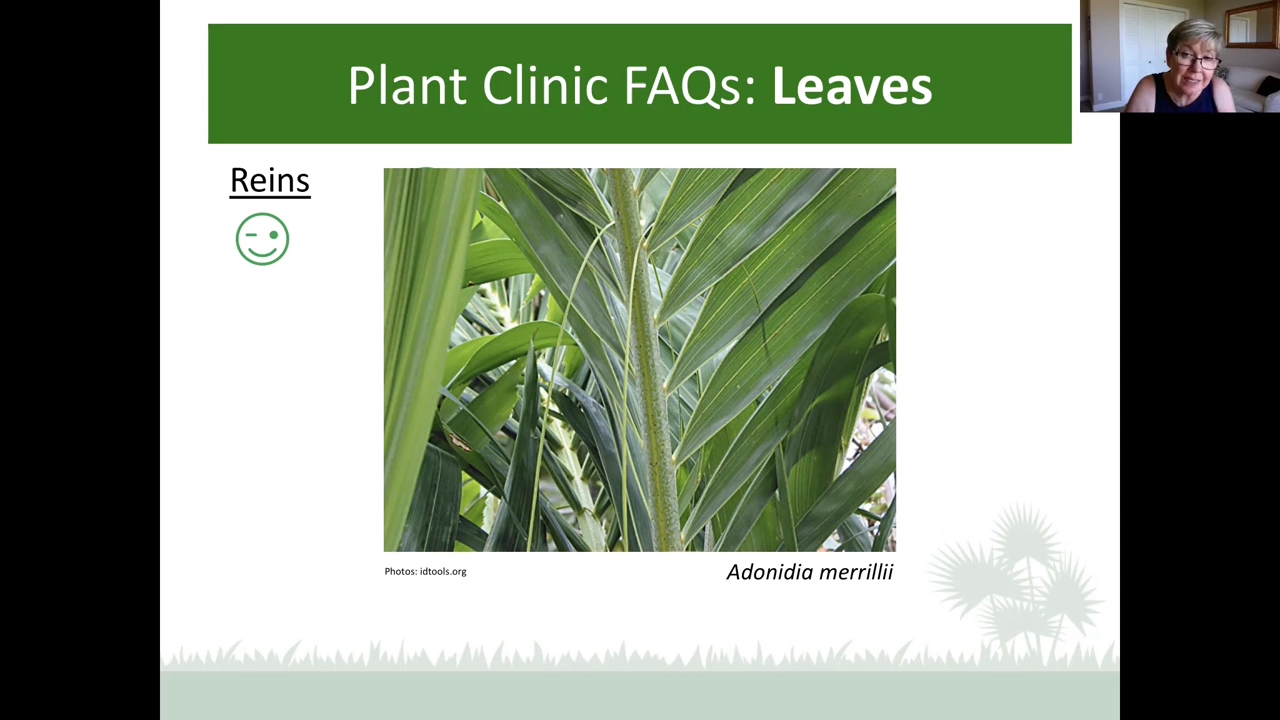 Plant Clinic FAQs: Leaves
Reins
Photos: idtools.org
Adonidia merrillii